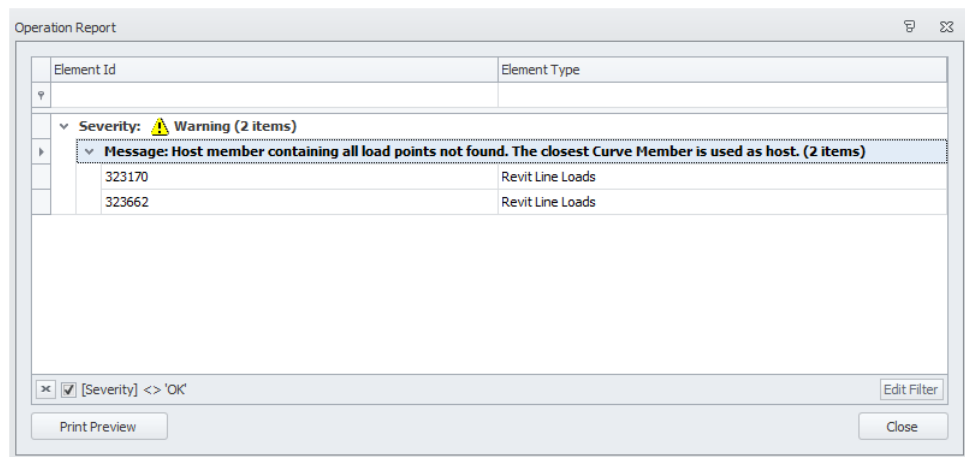 Operation Report
Element Id Element Type
Severity: Warning (2 items)
Message: Host member containing all load points not found. The closest Curve Member is used as host. (2 items)
323170 Revit Line Loads
323662 Revit Line Loads
[Severity] <> 'OK' Edit Filter
Print Preview Close